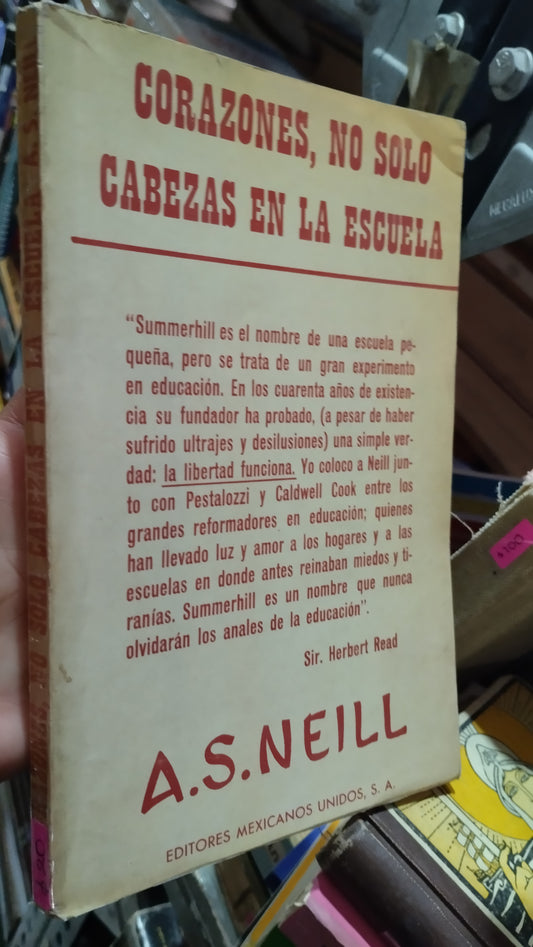 CORAZONES, NO SOLO
CABEZAS EN LA ESCUELA
"Summerhill es el nombre de una escuela pe-
queña, pero se trata de un gran experimento
en educación. En los cuarenta años de existen-
cia su fundador ha probado, (a pesar de haber
sufrido ultrajes y desilusiones) una simple ver-
dad: la libertad funciona. Yo coloco a Neill jun-
to con Pestalozzi y Caldwell Cook entre los
grandes reformadores en educación; quienes
han llevado luz y amor a los hogares y a las
escuelas en donde antes reinaban miedos y ti-
ranías. Summerhill es un nombre que nunca
olvidarán los anales de la educación".
Sir. Herbert Read
A.S.NEILL
EDITORES MEXICANOS UNIDOS, S. A.
NO SOLO CABEZAS EN LA ESCUELA A.S.
$100